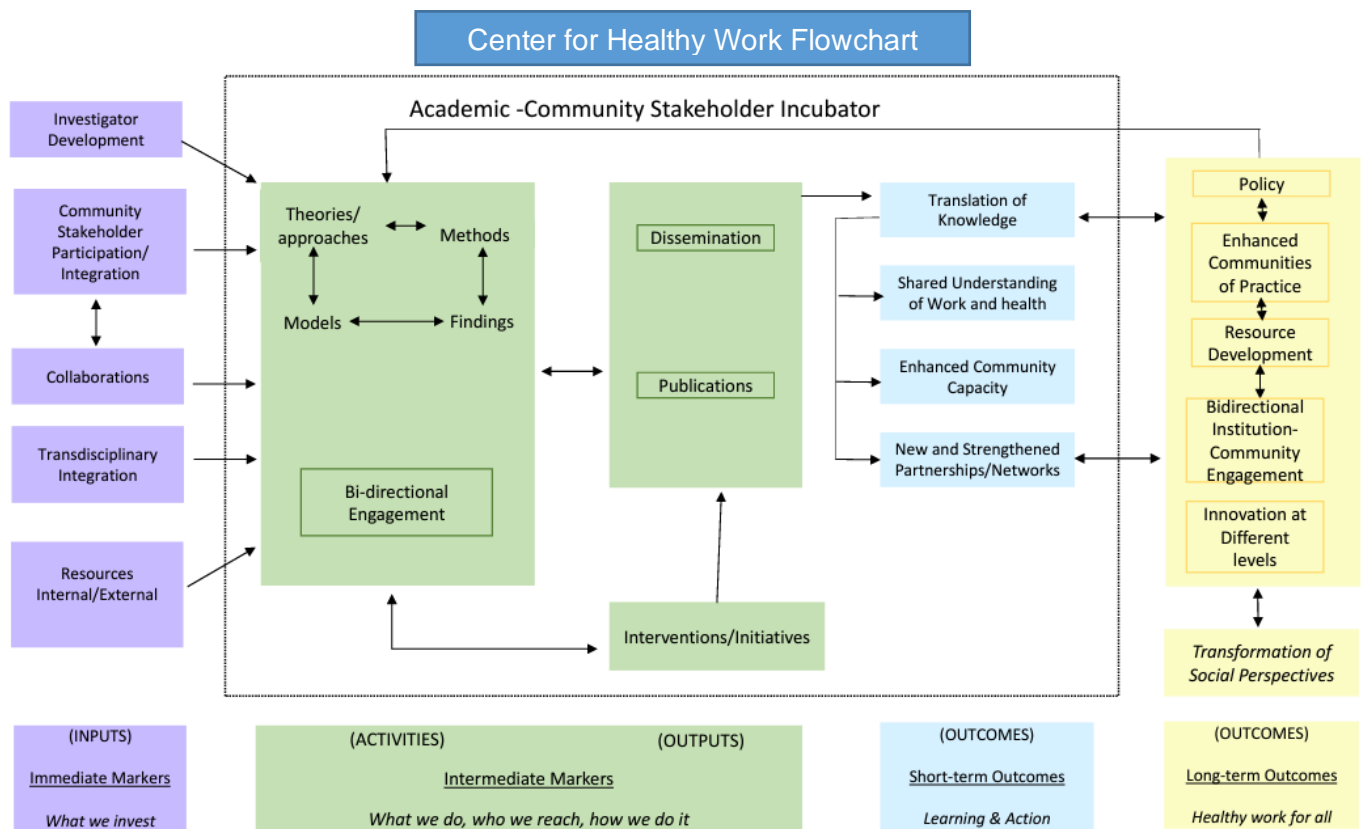 Center for Healthy Work Flowchart
Academic -Community Stakeholder Incubator
Investigator
Development
Community
Stakeholder
Participation/
Integration
Collaborations
Transdisciplinary
Integration
Resources
Internal/External
Theories/
approaches
Methods
Models
Findings
Bi-directional
Engagement
Dissemination
Publications
Interventions/Initiatives
Translation of
Knowledge
Shared Understanding
of Work and health
Enhanced Community
Capacity
New and Strengthened
Partnerships/Networks
Policy
Enhanced
Communities
of Practice
Resource
Development
Bidirectional
Institution-
Community
Engagement
Innovation at
Different
levels
Transformation of
Social Perspectives
(INPUTS)
Immediate Markers
What we invest
(ACTIVITIES)
(OUTPUTS)
Intermediate Markers
What we do, who we reach, how we do it
(OUTCOMES)
Short-term Outcomes
Learning & Action
(OUTCOMES)
Long-term Outcomes
Healthy work for all